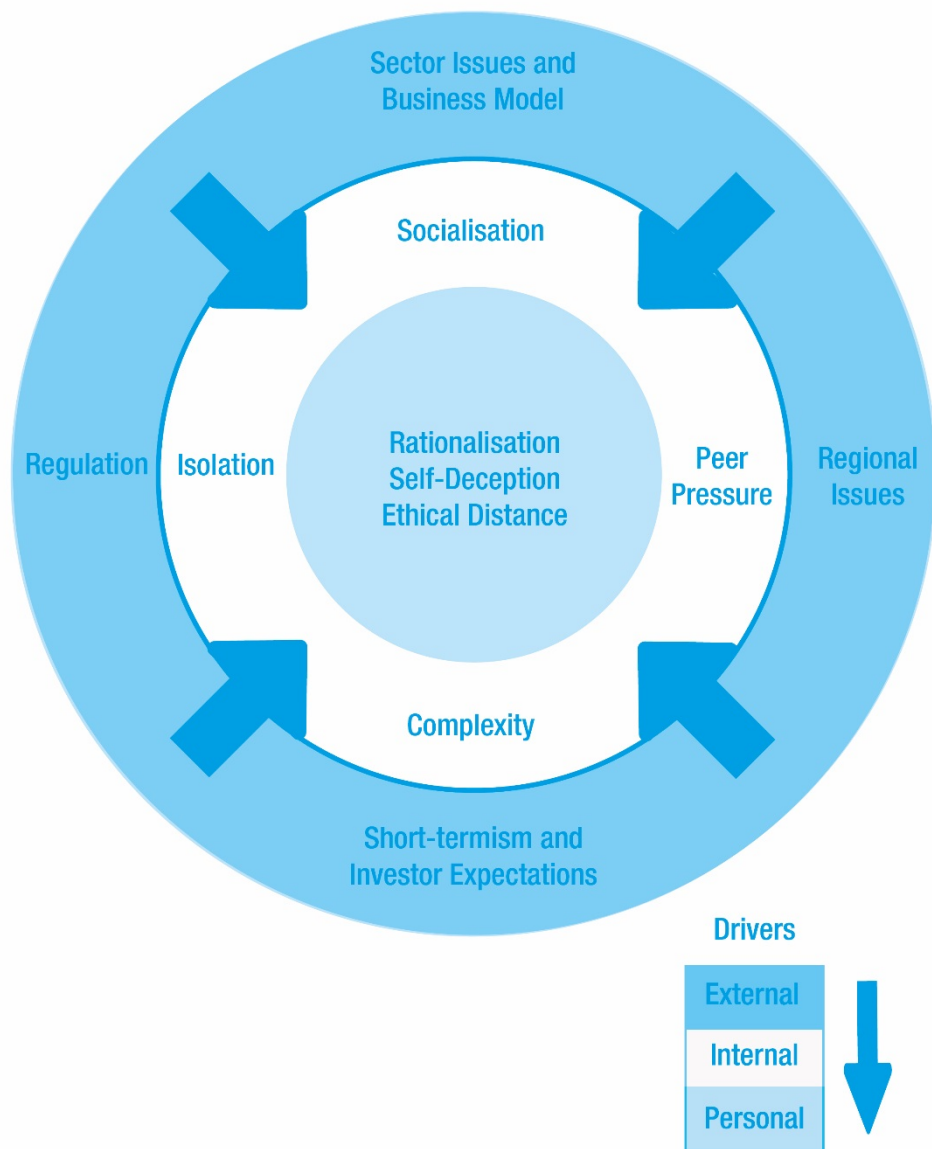 Sector Issues and
Business Model
Socialisation
Regulation
Isolation
Rationalisation
Self-Deception
Ethical Distance
Peer
Pressure
Regional
Issues
Complexity
Short-termism and
Investor Expectations
Drivers
External
Internal
Personal